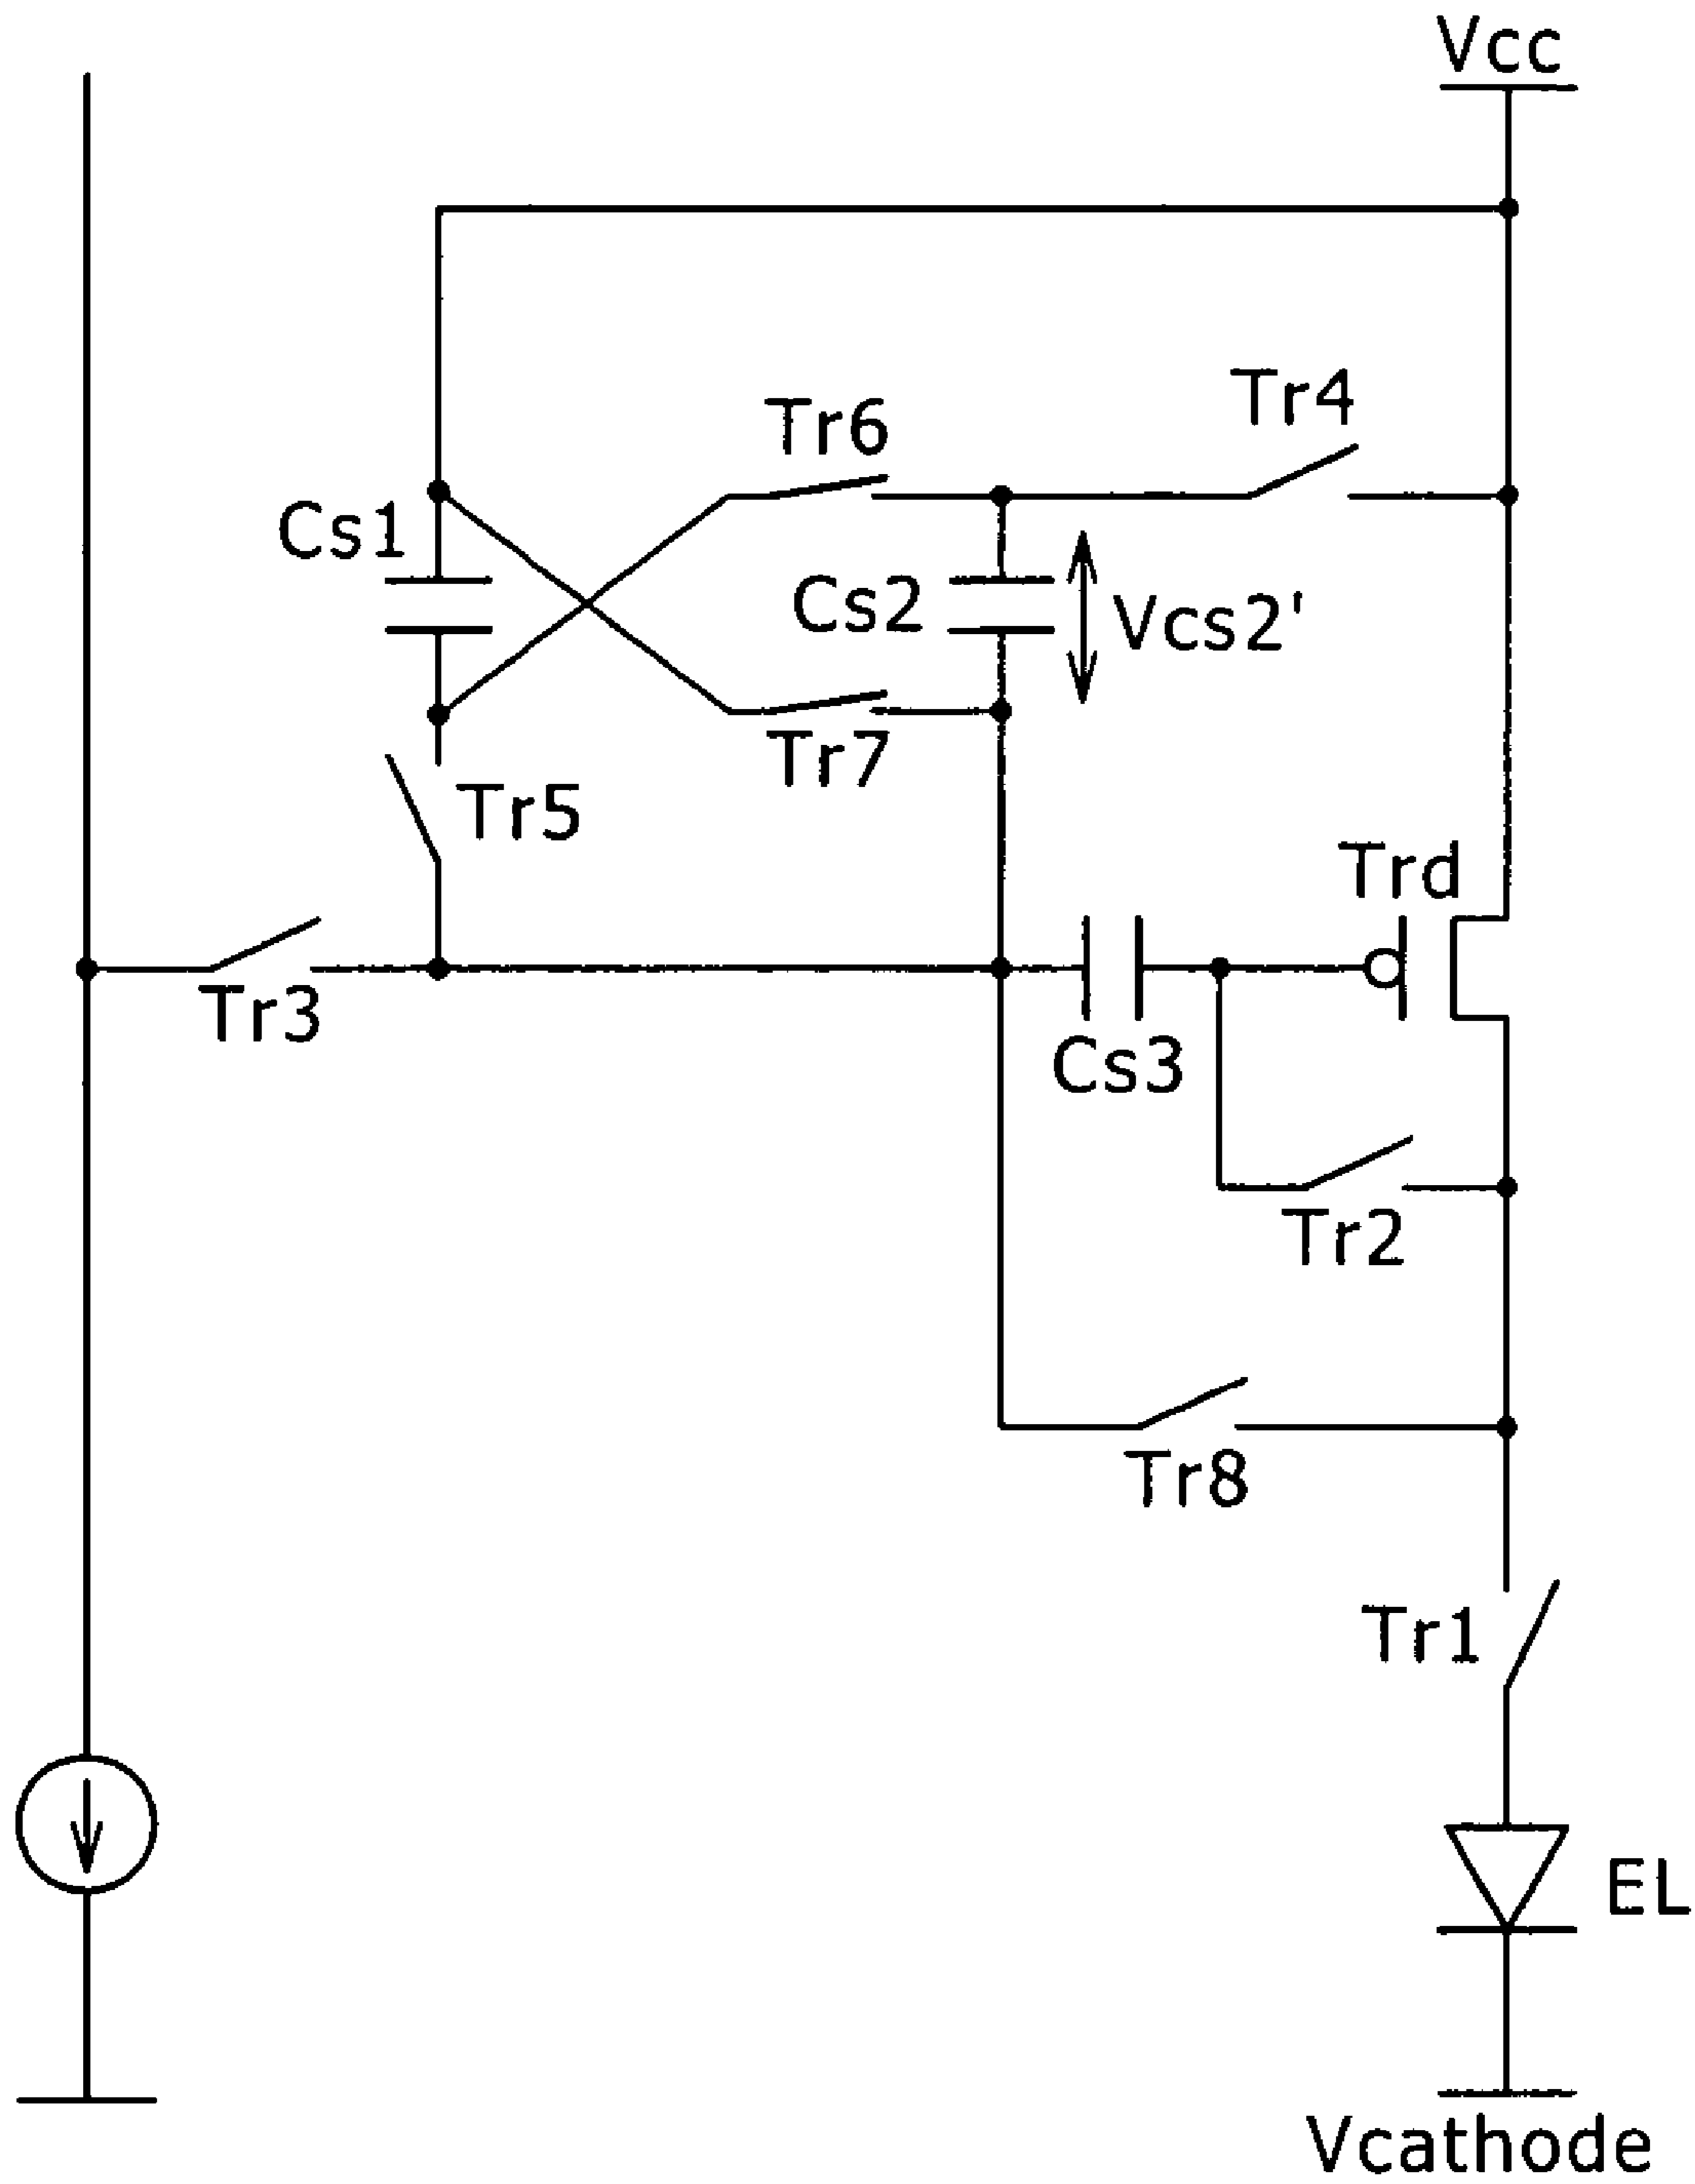 Vcc
Tr4
Tr6
Cs1
Cs2
Vcs2'
Tr7
Tr5
Trd
Tr3
Cs3
Tr2
Tr8
Tr1
EL
Vcathode